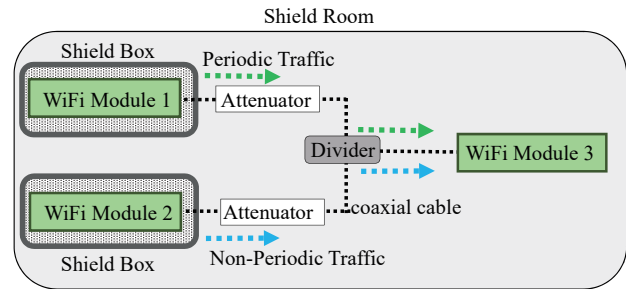 Shield Room
Shield Box
Periodic Traffic
WiFi Module 1
Attenuator
Divider
WiFi Module 3
WiFi Module 2
Attenuator
coaxial cable
Shield Box
Non-Periodic Traffic